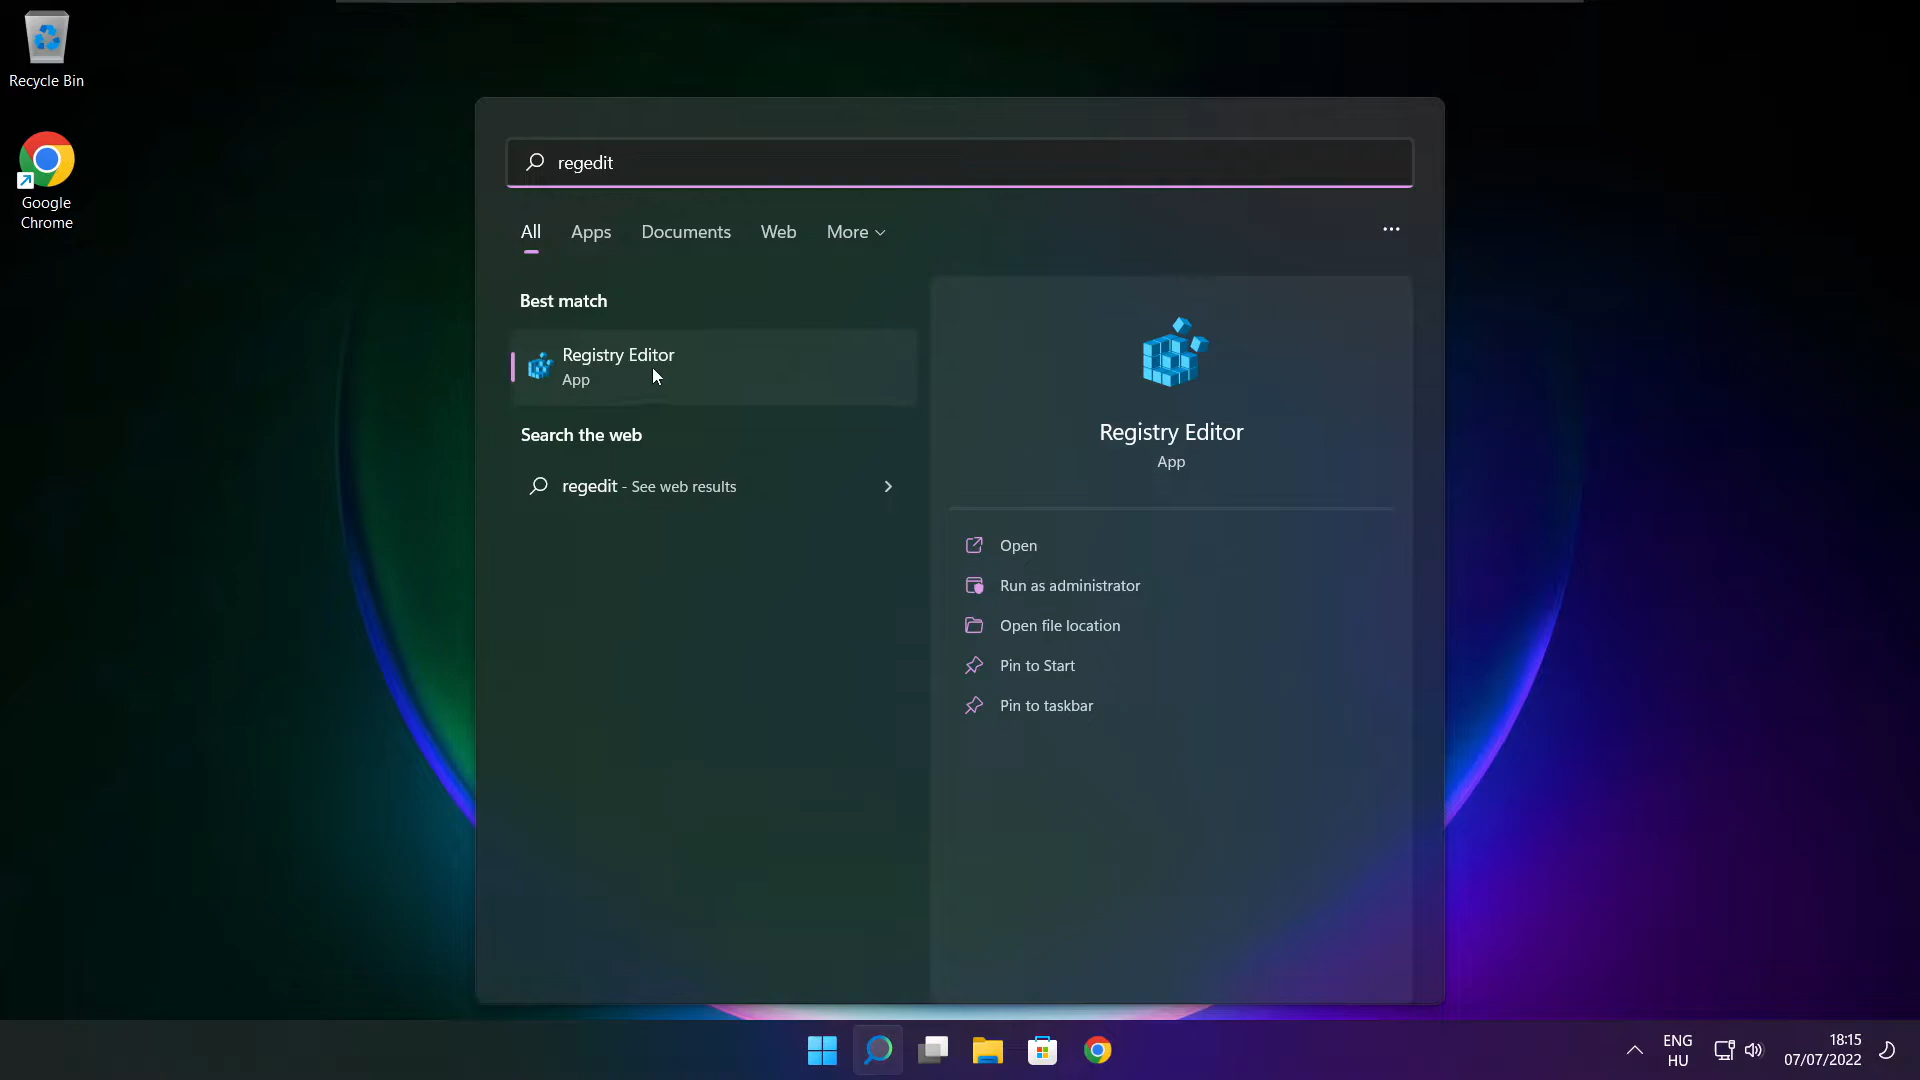 Recycle Bin
Google
Chrome
regedit
All Apps Documents Web More
Best match
Registry Editor
App
Search the web
regedit - See web results
Registry Editor
App
Open
Run as administrator
Open file location
Pin to Start
Pin to taskbar
ENG
HU
18:15
07/07/2022